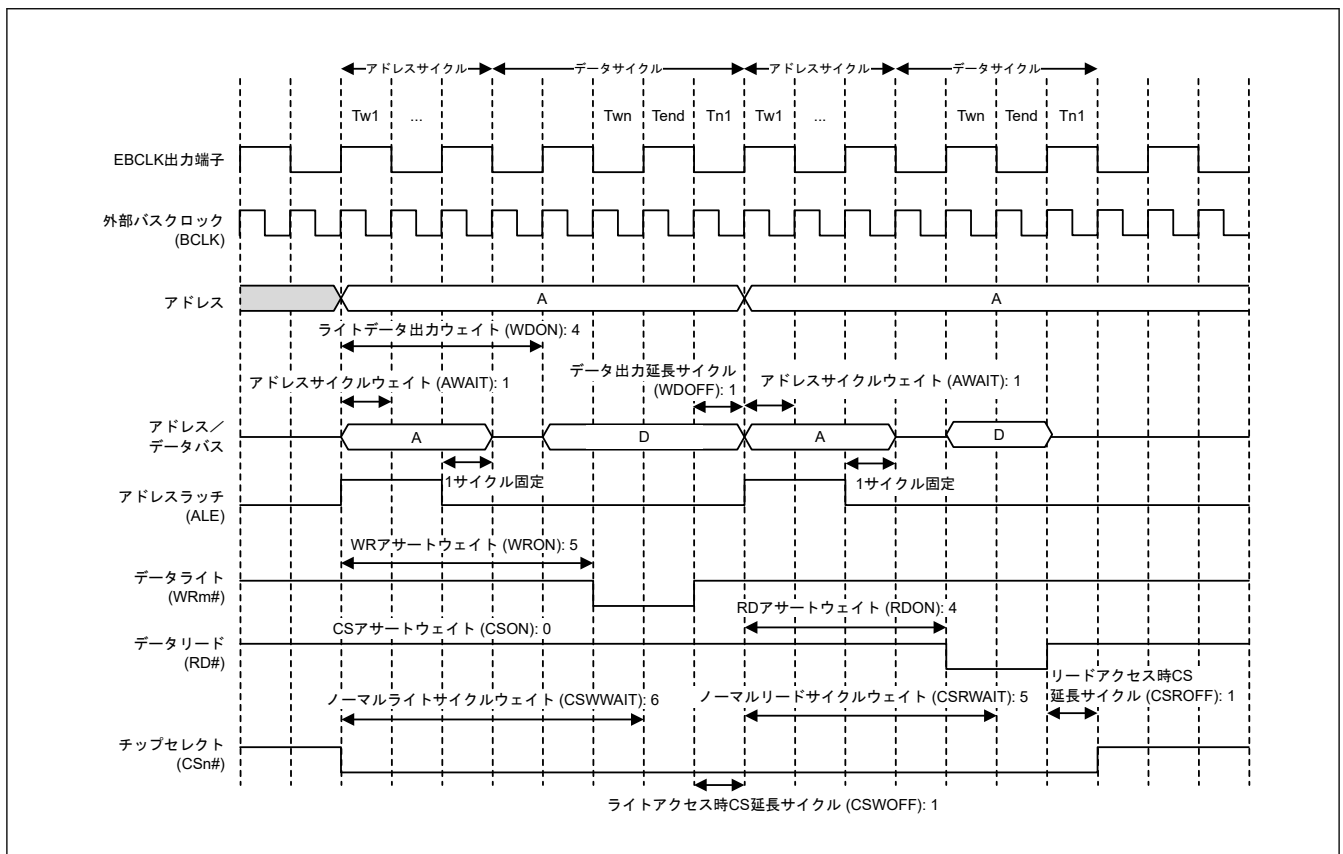 アドレスサイクル データサイクル アドレスサイクル データサイクル
Tw1 ... Twn Tend Tn1 Tw1 ... Twn Tend Tn1
EBCLK出力端子
外部バスクロック
(BCLK)
アドレス A A
ライトデータ出力ウェイト (WDON): 4
データ出力延長サイクル
(WDOFF): 1
アドレスサイクルウェイト (AWAIT): 1
アドレスサイクルウェイト (AWAIT): 1
アドレス／
データバス
A D A D
1サイクル固定 1サイクル固定
アドレスラッチ
(ALE)
WRアサートウェイト (WRON): 5
データライト
(WRm#)
RDアサートウェイト (RDON): 4
CSアサートウェイト (CSON): 0
データリード
(RD#)
リードアクセス時CS
延長サイクル (CSROFF): 1
ノーマルライトサイクルウェイト (CSWWAIT): 6
ノーマルリードサイクルウェイト (CSRWAIT): 5
チップセレクト
(CSn#)
ライトアクセス時CS延長サイクル (CSWOFF): 1